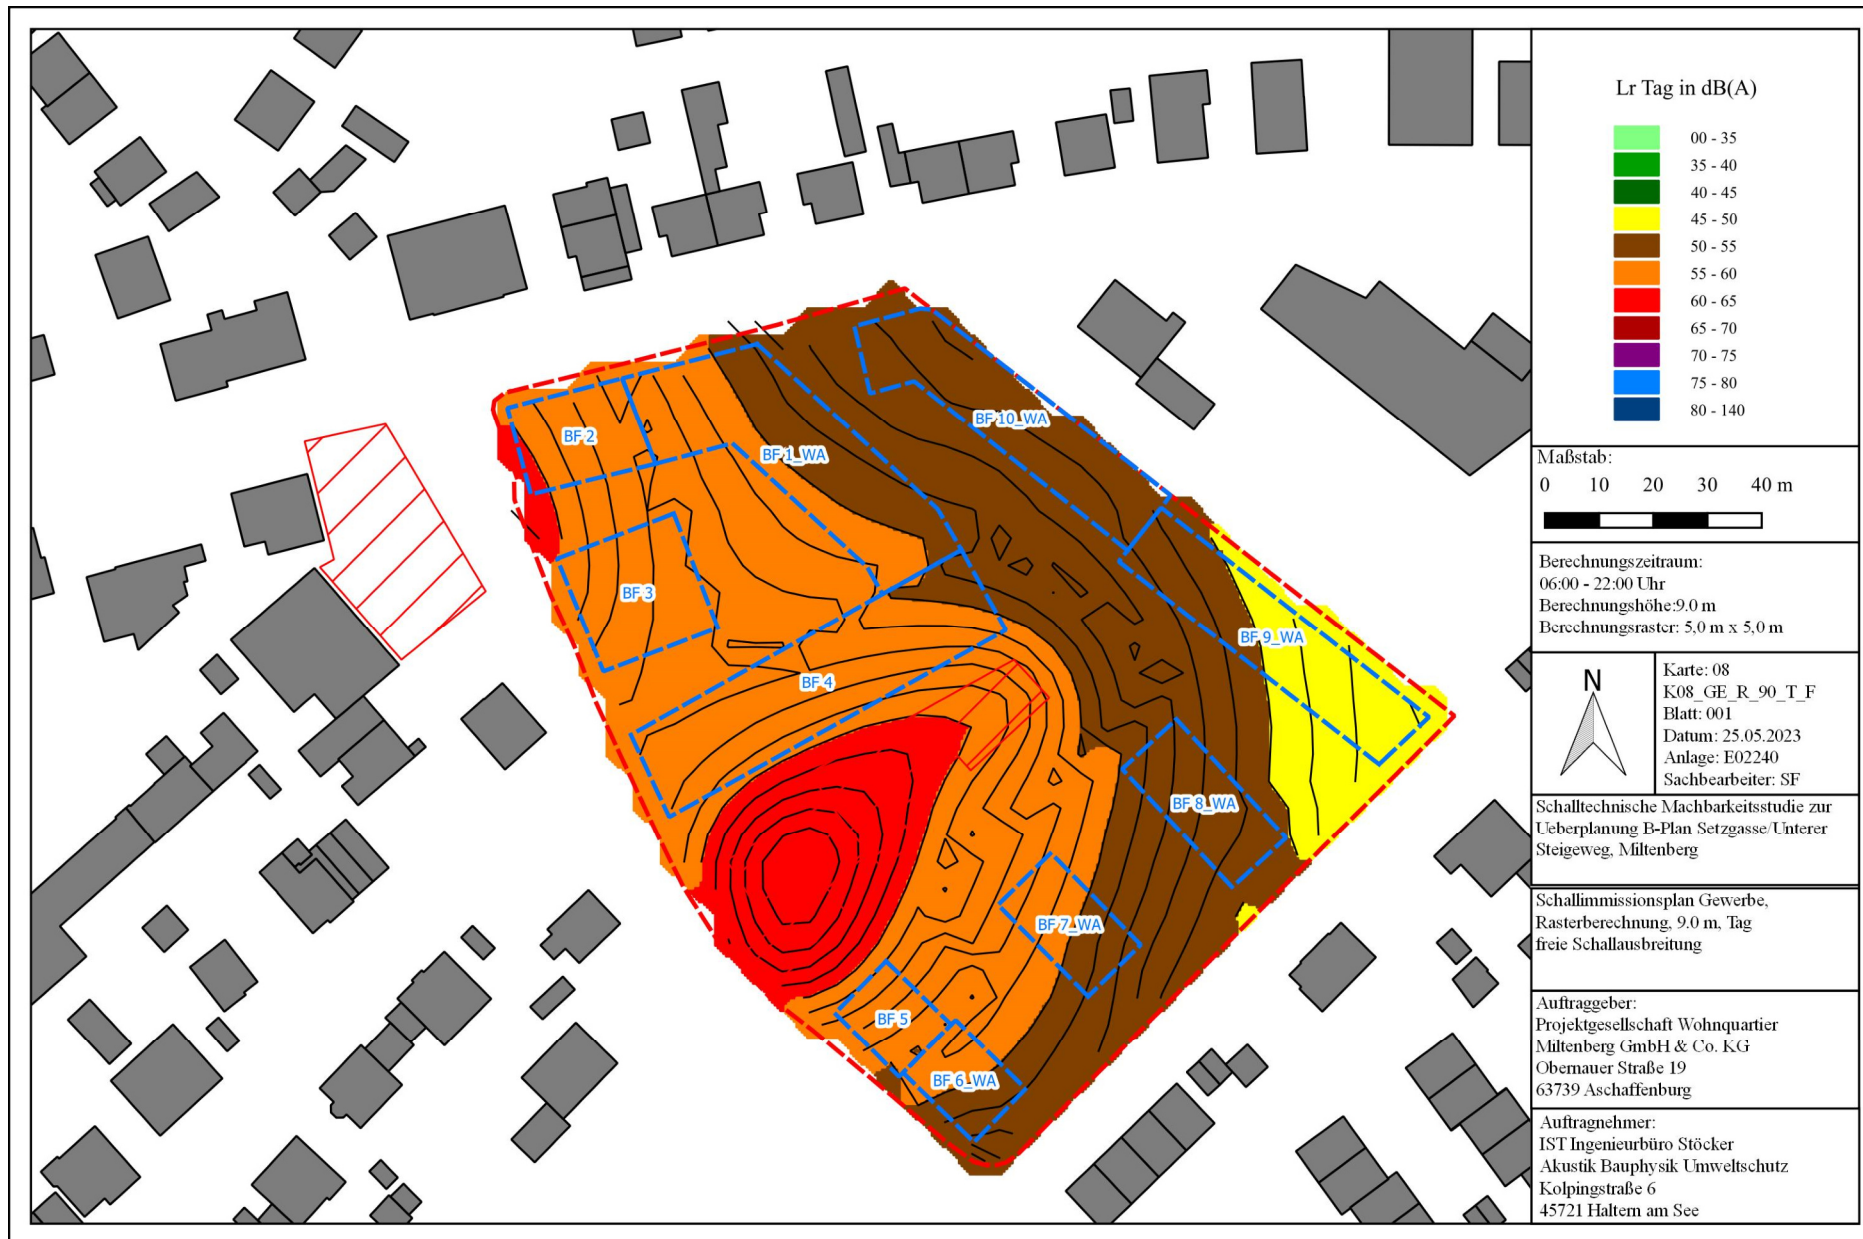 BF 2
BF 1_WA
BF 10_WA
BF 3
BF 9_WA
BF 4
BF 8_WA
BF 7_WA
BF 5
BF 6_WA
Lr Tag in dB(A)
00 - 35
35 - 40
40 - 45
45 - 50
50 - 55
55 - 60
60 - 65
65 - 70
70 - 75
75 - 80
80 - 140
Maßstab:
0 10 20 30 40 m
Berechnungszeitraum:
06:00 - 22:00 Uhr
Berechnungshöhe:9.0 m
Berechnungsraster: 5,0 m x 5,0 m
N
Karte: 08
K08_GE_R_90_T_F
Blatt: 001
Datum: 25.05.2023
Anlage: E02240
Sachbearbeiter: SF
Schalltechnische Machbarkeitsstudie zur
Ueberplanung B-Plan Setzgasse/Unterer
Steigeweg, Miltenberg
Schallimmissionsplan Gewerbe,
Rasterberechnung, 9.0 m, Tag
freie Schallausbreitung
Auftraggeber:
Projektgesellschaft Wohnquartier
Miltenberg GmbH & Co. KG
Obernauer Straße 19
63739 Aschaffenburg
Auftragnehmer:
IST Ingenieurbüro Stöcker
Akustik Bauphysik Umweltschutz
Kolpingstraße 6
45721 Haltern am See